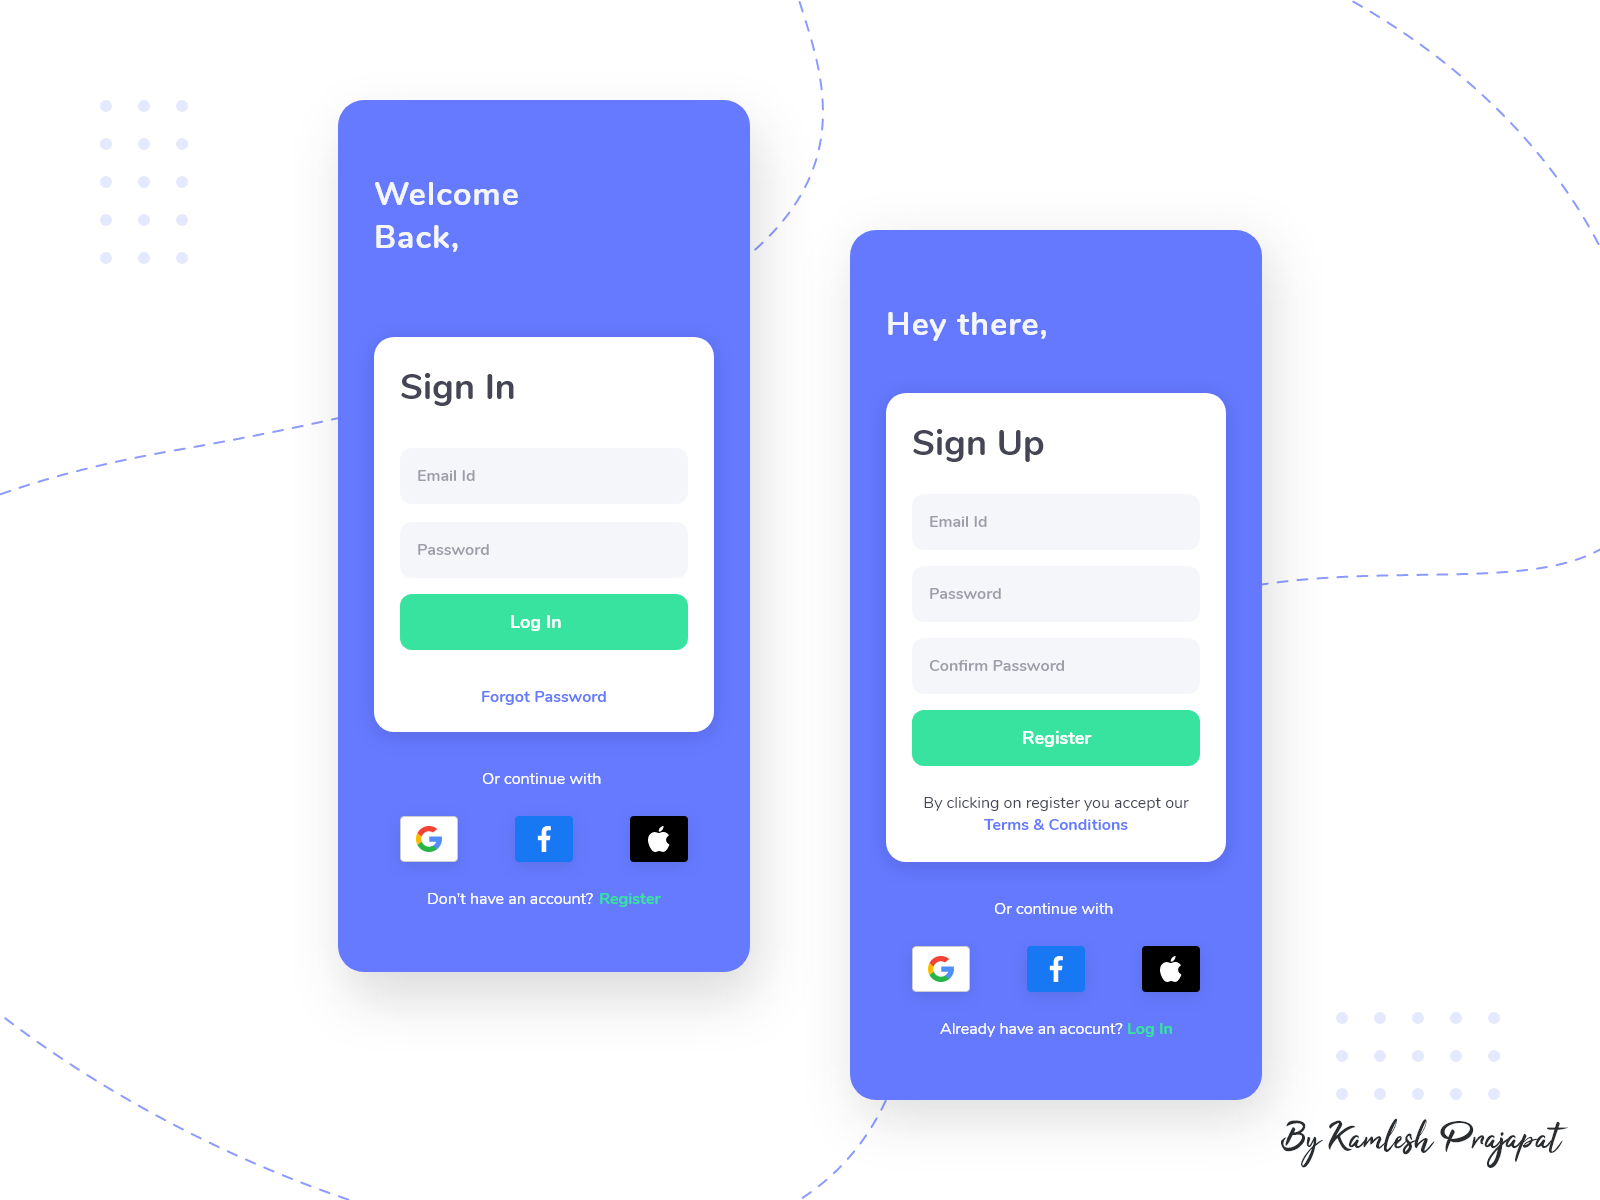 Welcome
Back,
Sign In
Email Id
Password
Log In
Forgot Password
Or continue with
Don't have an account? Register
Hey there,
Sign Up
Email Id
Password
Confirm Password
Register
By clicking on register you accept our
Terms & Conditions
Or continue with
Already have an acocunt? Log In
By Kamlesh Prajapat